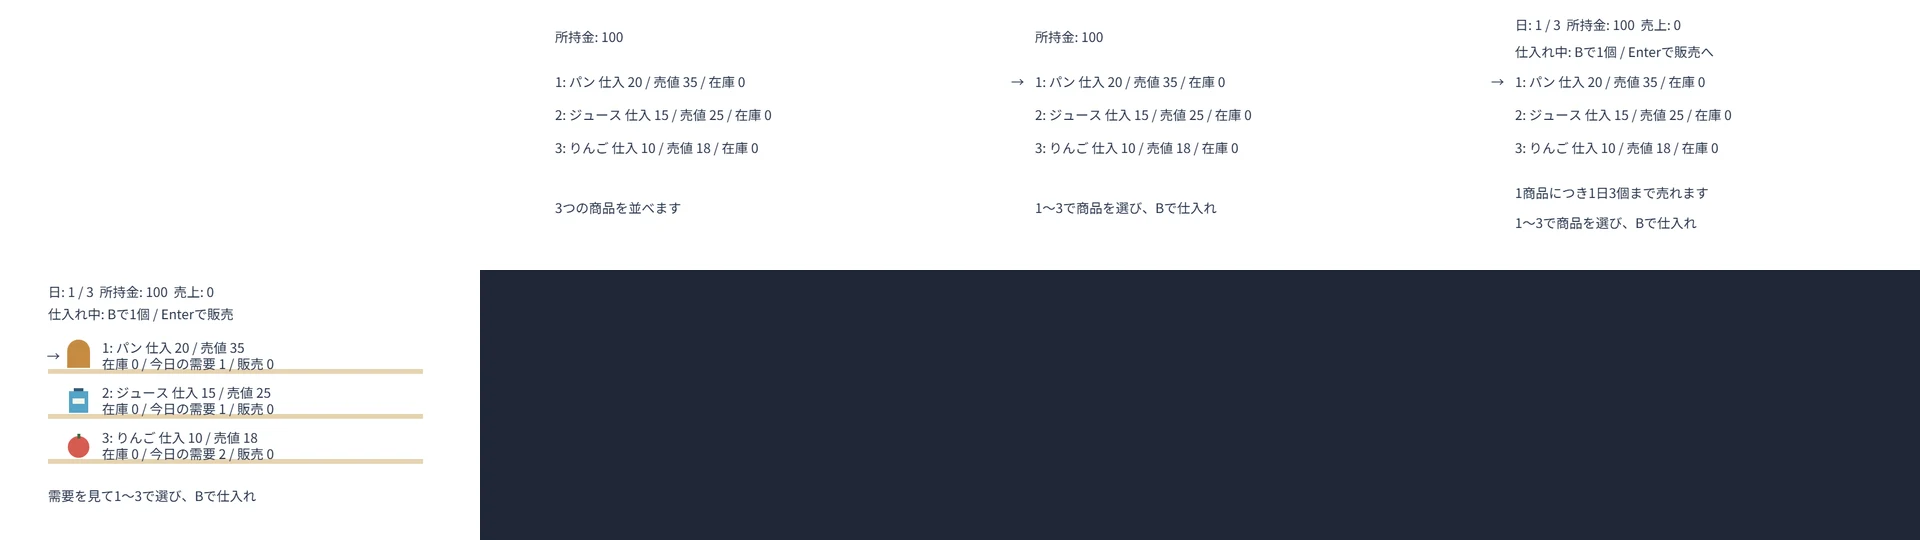 所持金: 100
1: パン 仕入 20 / 売値 35 / 在庫 0
2: ジュース 仕入 15 / 売値 25 / 在庫 0
3: りんご 仕入 10 / 売値 18 / 在庫 0
3つの商品を並べます
所持金: 100
→ 1: パン 仕入 20 / 売値 35 / 在庫 0
2: ジュース 仕入 15 / 売値 25 / 在庫 0
3: りんご 仕入 10 / 売値 18 / 在庫 0
1〜3で商品を選び、Bで仕入れ
日: 1 / 3 所持金: 100 売上: 0
仕入れ中: Bで1個 / Enterで販売へ
→ 1: パン 仕入 20 / 売値 35 / 在庫 0
2: ジュース 仕入 15 / 売値 25 / 在庫 0
3: りんご 仕入 10 / 売値 18 / 在庫 0
1商品につき1日3個まで売れます
1〜3で商品を選び、Bで仕入れ
日: 1 / 3 所持金: 100 売上: 0
仕入れ中: Bで1個 / Enterで販売
→ 1: パン 仕入 20 / 売値 35
在庫 0 / 今日の需要 1 / 販売 0
2: ジュース 仕入 15 / 売値 25
在庫 0 / 今日の需要 1 / 販売 0
3: りんご 仕入 10 / 売値 18
在庫 0 / 今日の需要 2 / 販売 0
需要を見て1〜3で選び、Bで仕入れ